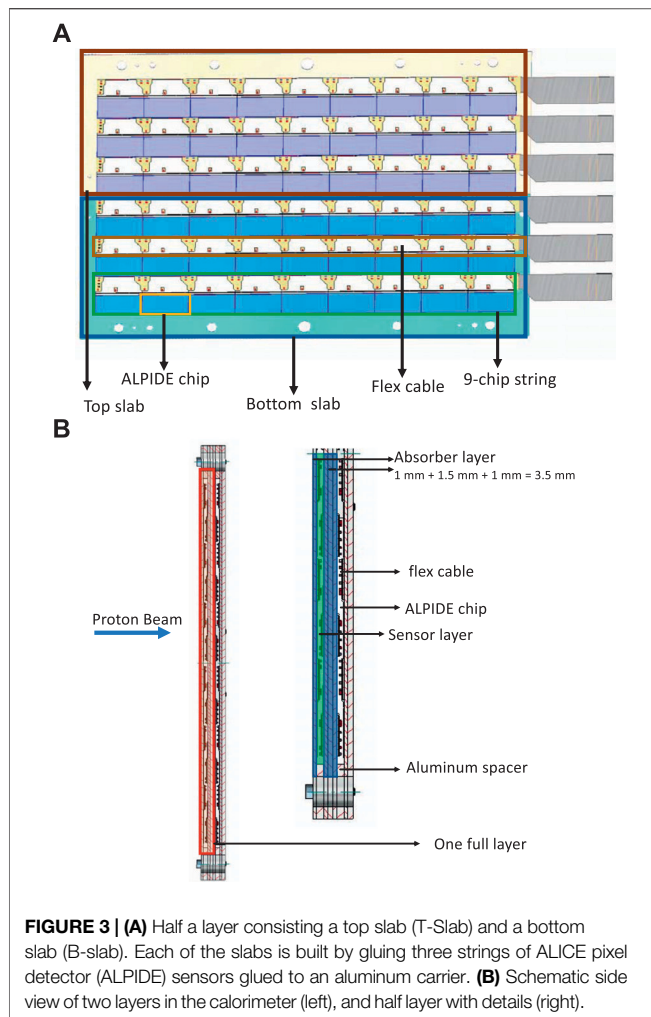 A
ALPIDE chip
Flex cable
9-chip string
Top slab
Bottom slab
B
Absorber layer
1 mm + 1.5 mm + 1 mm = 3.5 mm
flex cable
ALPIDE chip
Proton Beam
Sensor layer
Aluminum spacer
One full layer
FIGURE 3 | (A) Half a layer consisting a top slab (T-Slab) and a bottom
slab (B-slab). Each of the slabs is built by gluing three strings of ALICE pixel
detector (ALPIDE) sensors glued to an aluminum carrier. (B) Schematic side
view of two layers in the calorimeter (left), and half layer with details (right).